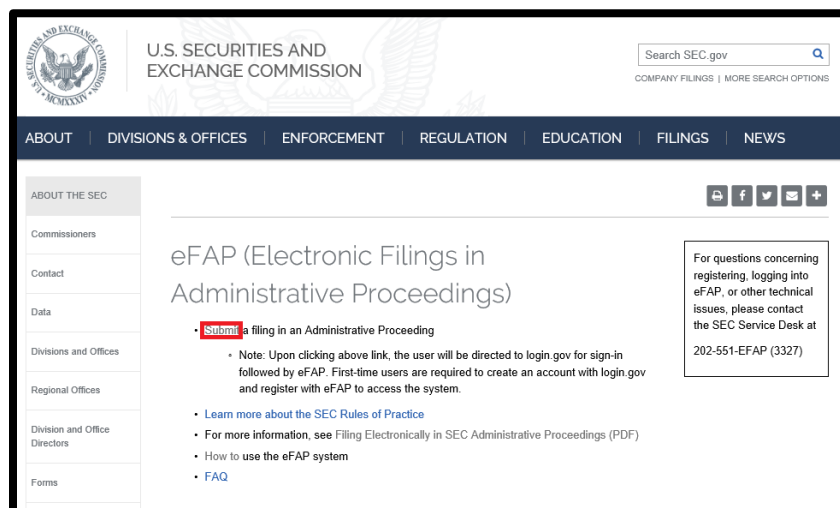 U.S. SECURITIES AND
EXCHANGE COMMISSION
Search SEC.gov
COMPANY FILINGS | MORE SEARCH OPTIONS
ABOUT | DIVISIONS & OFFICES | ENFORCEMENT | REGULATION | EDUCATION | FILINGS | NEWS
ABOUT THE SEC
Commissioners
Contact
Data
Divisions and Offices
Regional Offices
Division and Office
Directors
Forms
eFAP (Electronic Filings in
Administrative Proceedings)
• Submit a filing in an Administrative Proceeding
◦ Note: Upon clicking above link, the user will be directed to login.gov for sign-in
followed by eFAP. First-time users are required to create an account with login.gov
and register with eFAP to access the system.
• Learn more about the SEC Rules of Practice
• For more information, see Filing Electronically in SEC Administrative Proceedings (PDF)
• How to use the eFAP system
• FAQ
For questions concerning
registering, logging into
eFAP, or other technical
issues, please contact
the SEC Service Desk at
202-551-EFAP (3327)